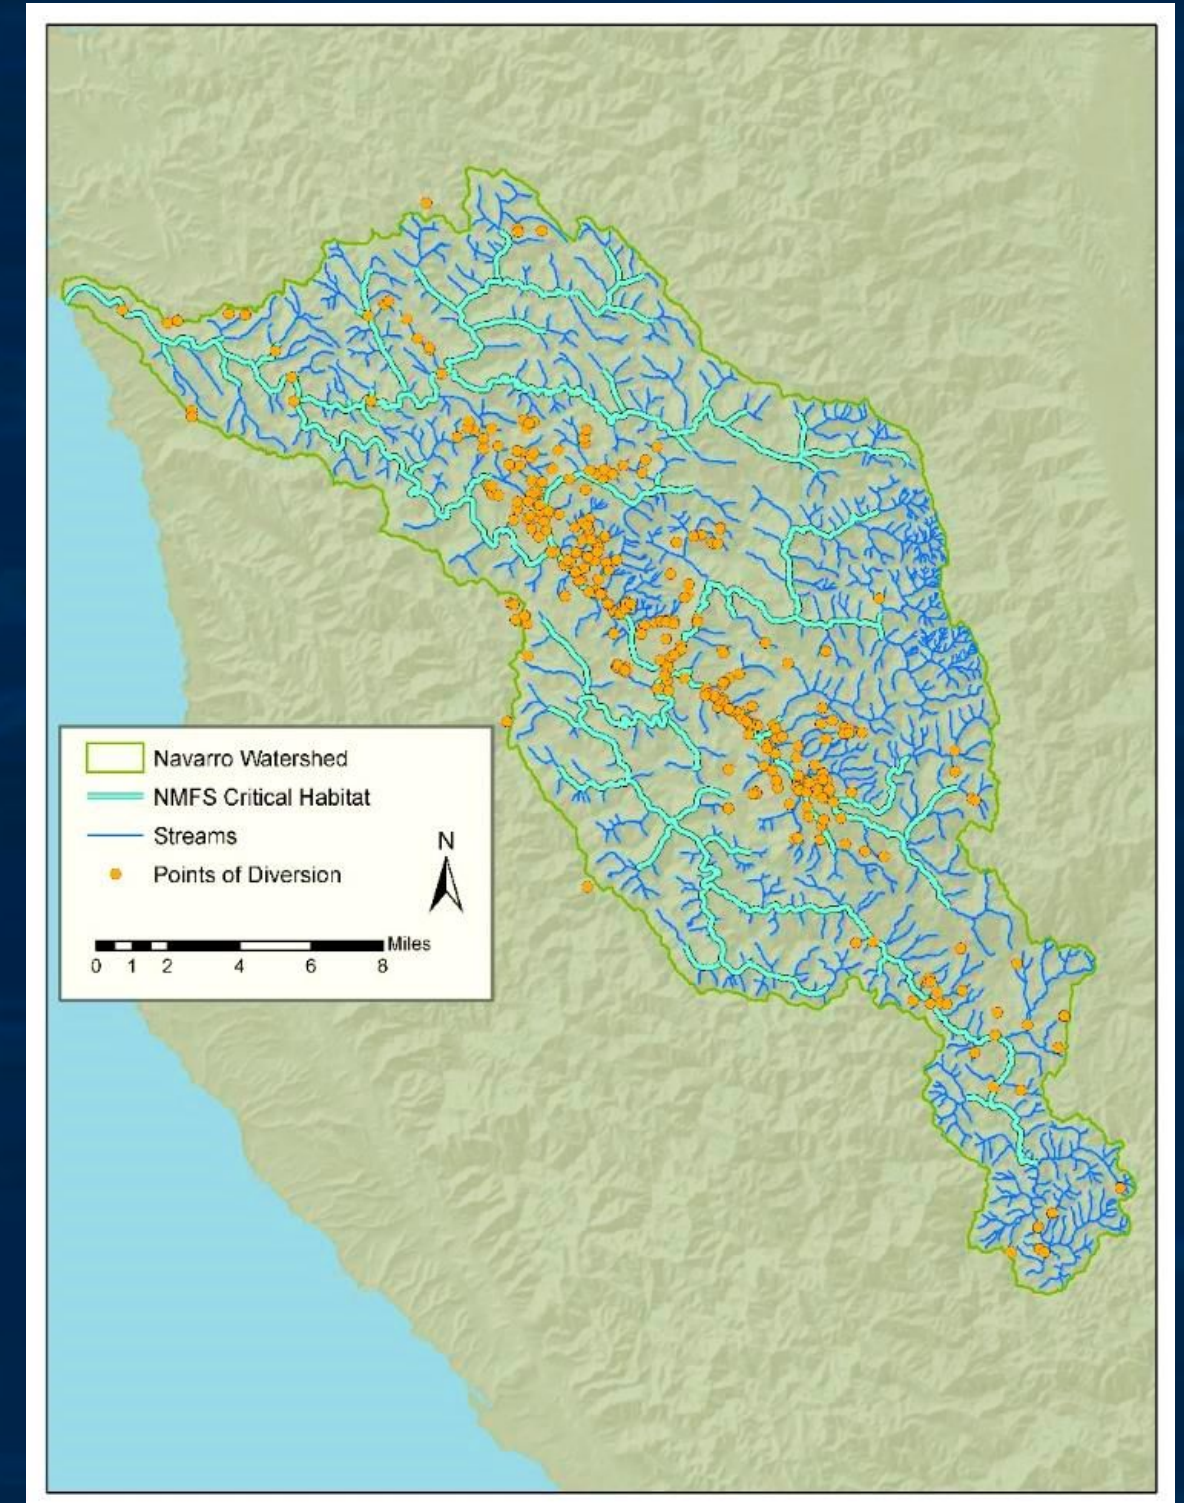 Navarro Watershed
NMFS Critical Habitat
Streams
Points of Diversion
N
Miles
0 1 2 4 6 8